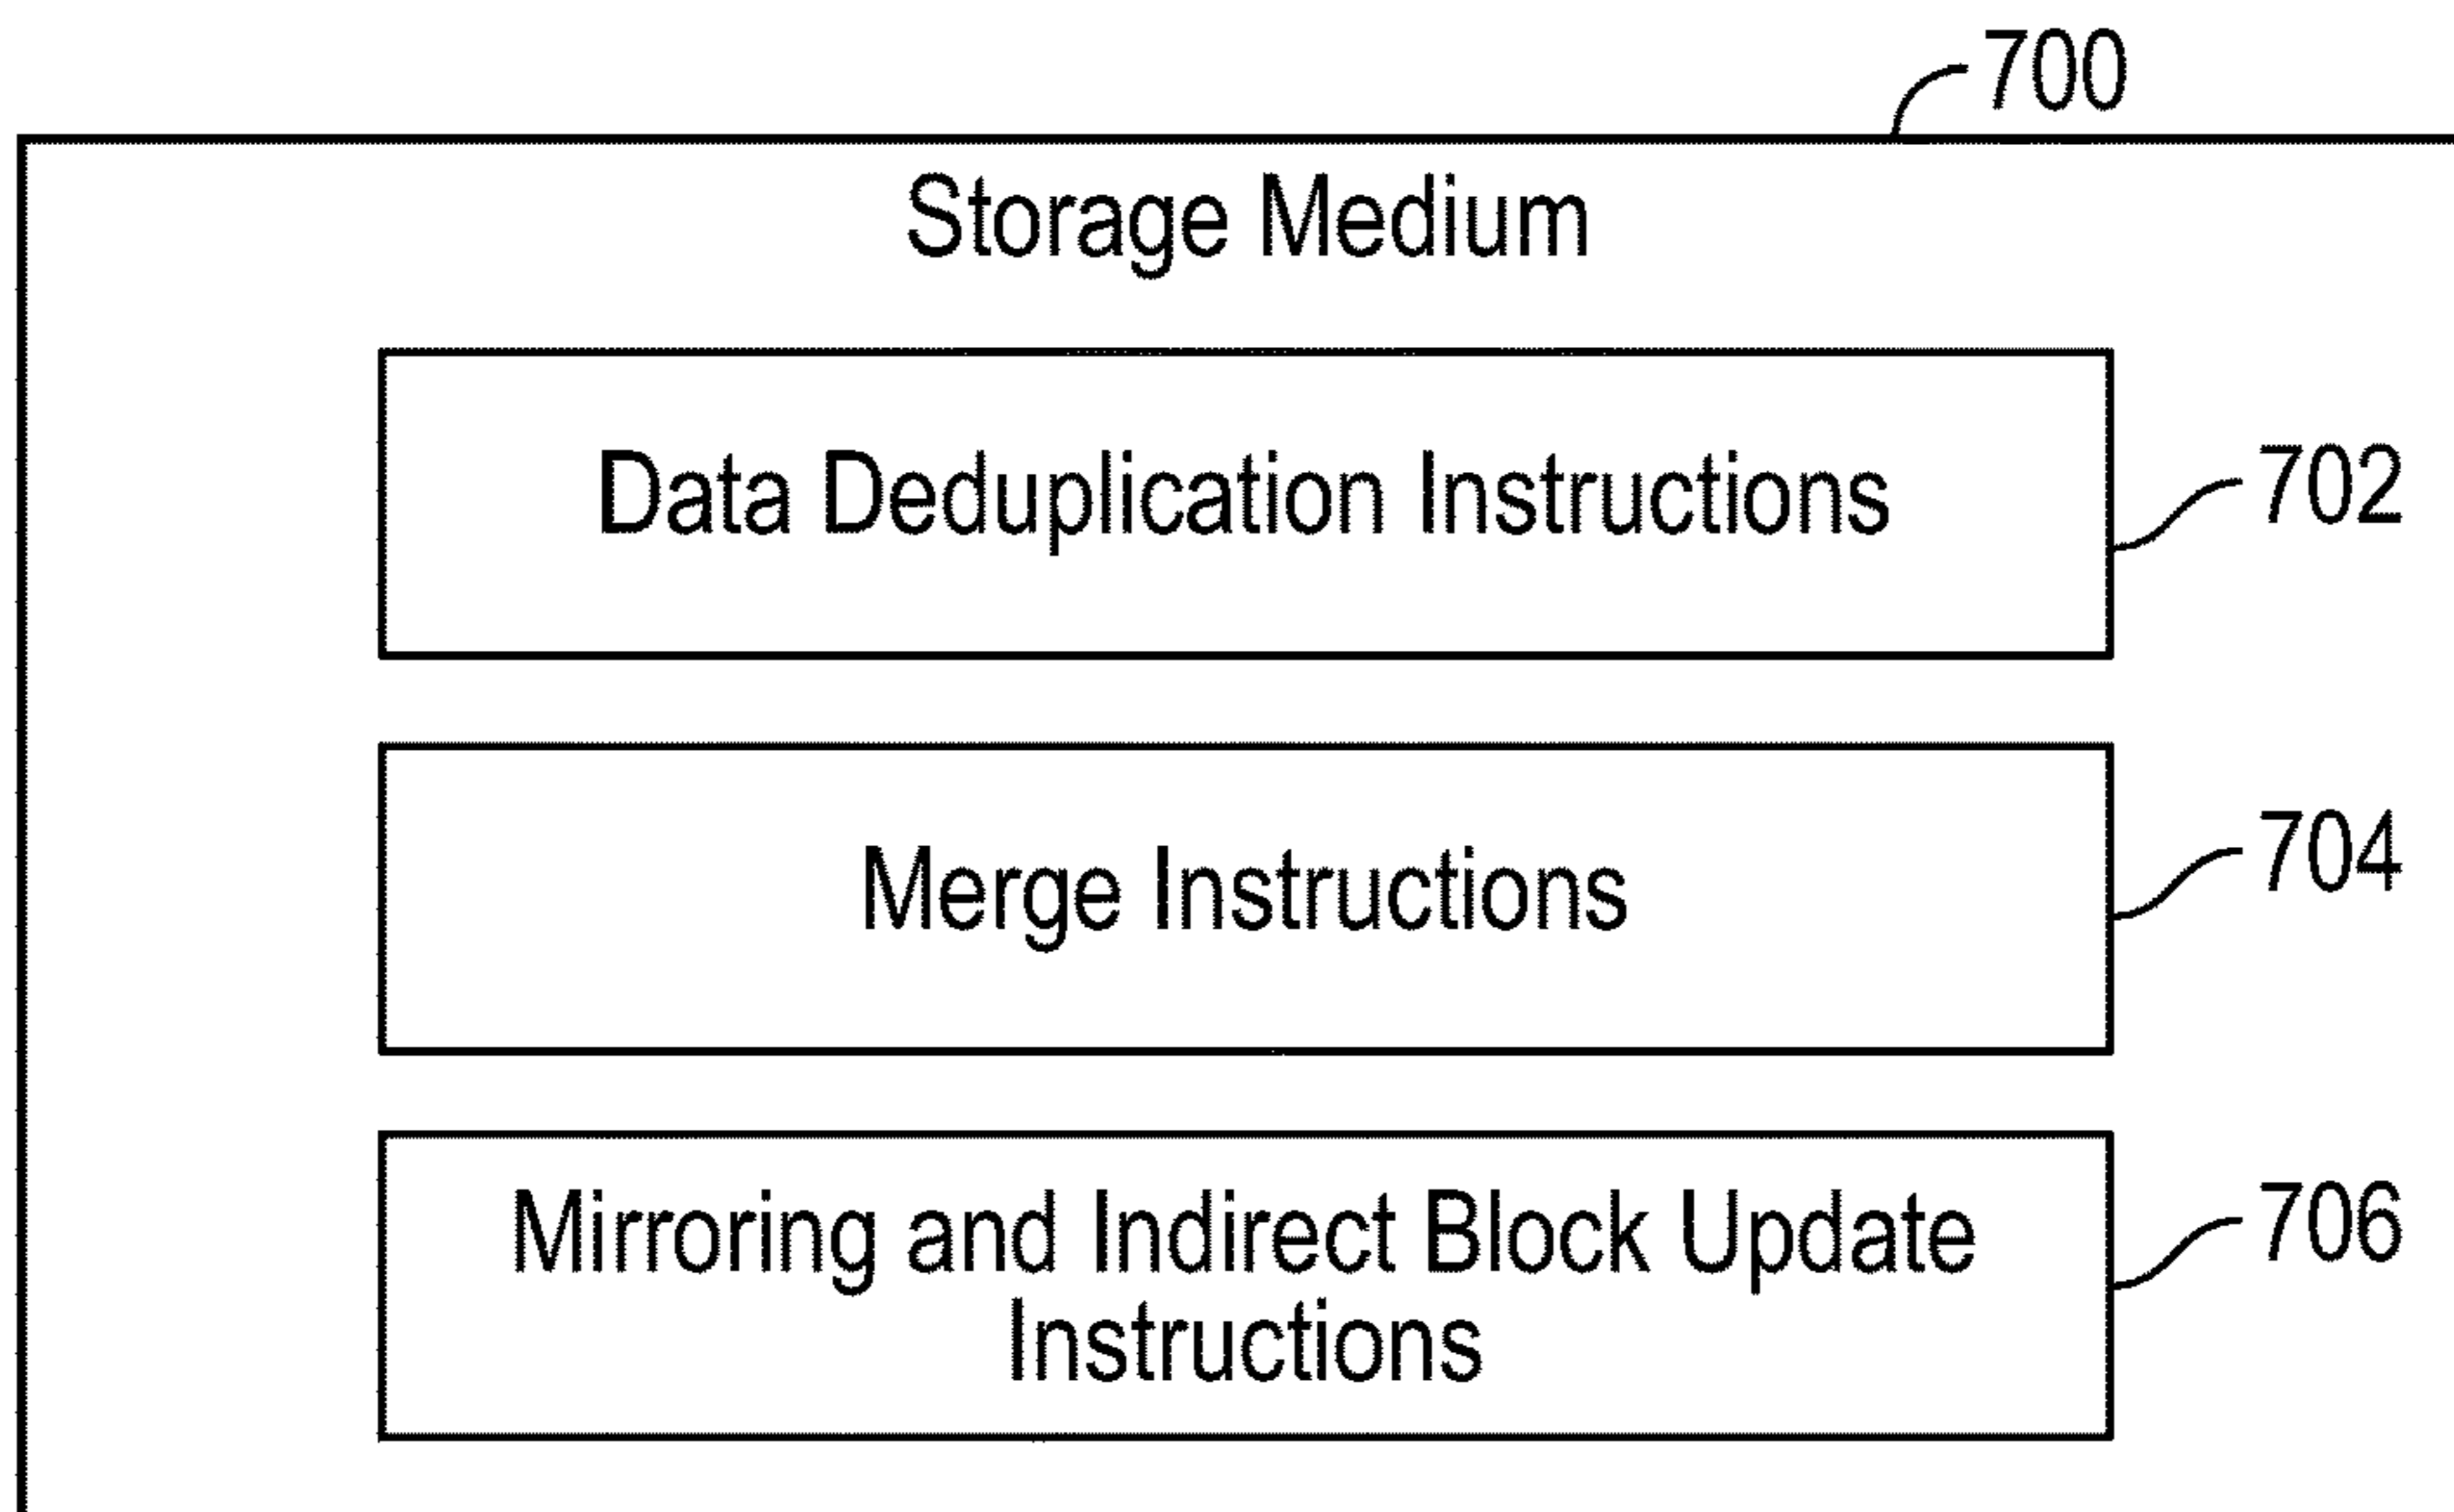 700
Storage Medium
Data Deduplication Instructions
702
Merge Instructions
704
Mirroring and Indirect Block Update
Instructions
706